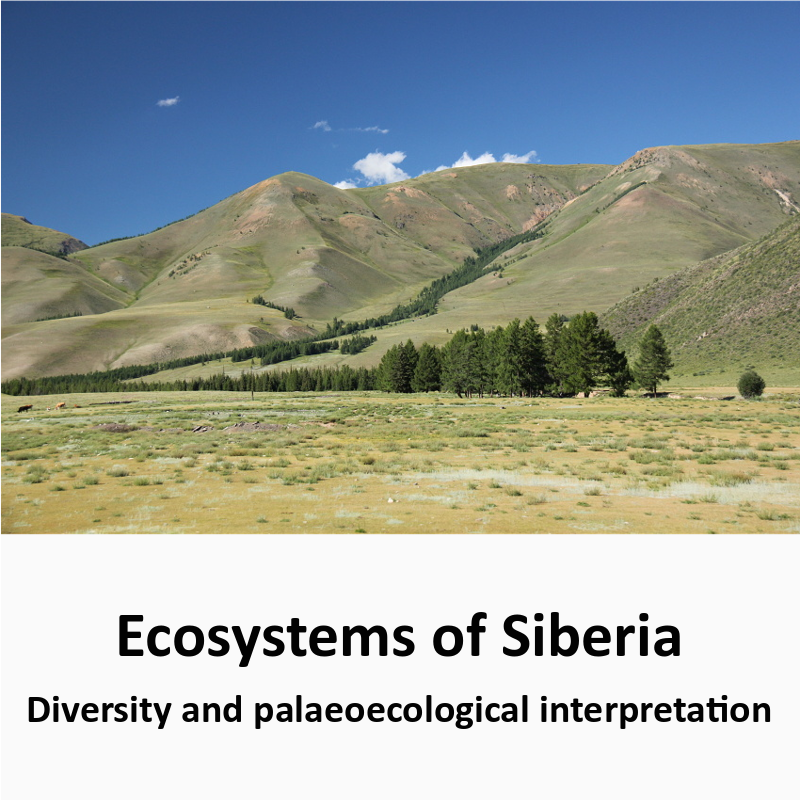 Ecosystems of Siberia
Diversity and palaeoecological interpretation